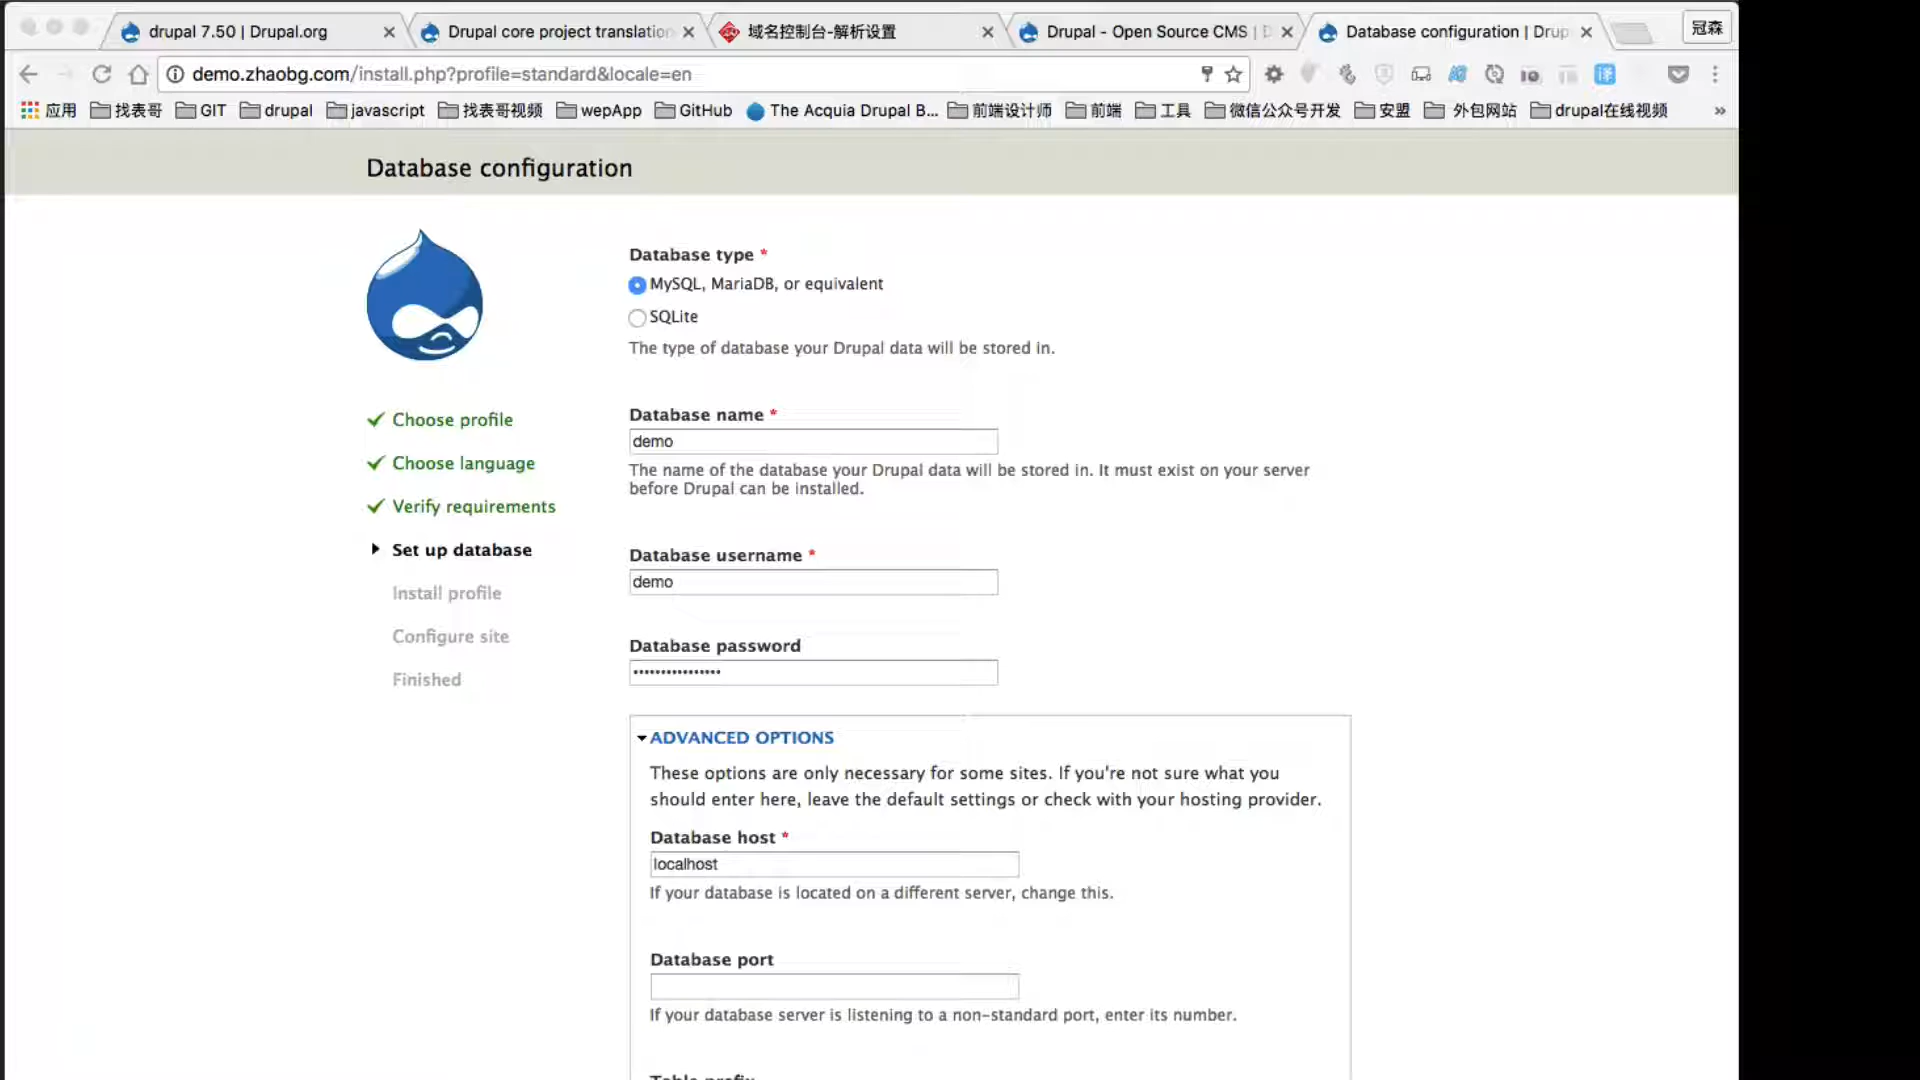 drupal 7.50 | Drupal.org
Drupal core project translation
域名控制台-解析设置
Drupal - Open Source CMS | D
Database configuration | Drup
冠森
demo.zhaobg.com/install.php?profile=standard&locale=en
译
应用 找表哥 GIT drupal javascript 找表哥视频 wepApp GitHub The Acquia Drupal B... 前端设计师 前端 工具 微信公众号开发 安盟 外包网站 drupal在线视频 »
Database configuration
Database type *
MySQL, MariaDB, or equivalent
SQLite
The type of database your Drupal data will be stored in.
Choose profile
Choose language
Verify requirements
Set up database
Install profile
Configure site
Finished
Database name *
demo
The name of the database your Drupal data will be stored in. It must exist on your server
before Drupal can be installed.
Database username *
demo
Database password
••••••••••••••••
ADVANCED OPTIONS
These options are only necessary for some sites. If you're not sure what you
should enter here, leave the default settings or check with your hosting provider.
Database host *
localhost
If your database is located on a different server, change this.
Database port
If your database server is listening to a non-standard port, enter its number.
Table prefix